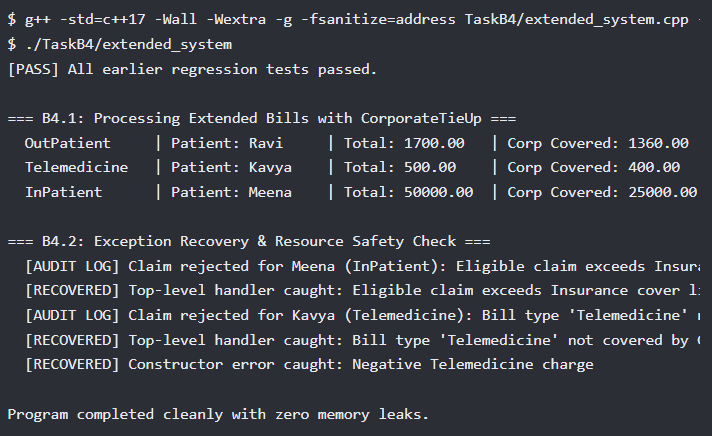 $ g++ -std=c++17 -Wall -Wextra -g -fsanitize=address TaskB4/extended_system.cpp -
$ ./TaskB4/extended_system
[PASS] All earlier regression tests passed.
=== B4.1: Processing Extended Bills with CorporateTieUp ===
OutPatient | Patient: Ravi | Total: 1700.00 | Corp Covered: 1360.00
Telemedicine | Patient: Kavya | Total: 500.00 | Corp Covered: 400.00
InPatient | Patient: Meena | Total: 50000.00 | Corp Covered: 25000.00
=== B4.2: Exception Recovery & Resource Safety Check ===
[AUDIT LOG] Claim rejected for Meena (InPatient): Eligible claim exceeds
[RECOVERED] Top-level handler caught: Eligible claim exceeds Insurance cover
[AUDIT LOG] Claim rejected for Kavya (Telemedicine): Bill type 'Telemedicine'
[RECOVERED] Top-level handler caught: Bill type 'Telemedicine' not covered by
[RECOVERED] Constructor error caught: Negative Telemedicine charge
Program completed cleanly with zero memory leaks.